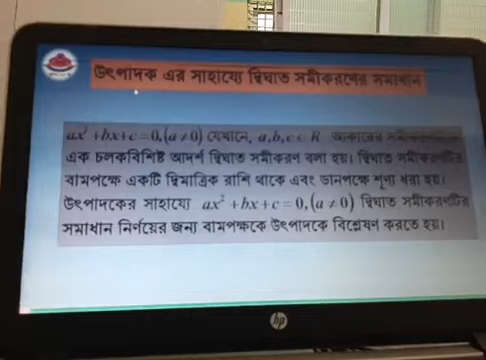 উৎপাদক এর সাহায্যে দ্বিঘাত সমীকরণের সমাধান
ax² +bx+c=0,(a≠0) যেখানে, a,b,c∈R আকারের
এক চলকবিশিষ্ট আদর্শ দ্বিঘাত সমীকরণ বলা হয়। দ্বিঘাত সমীকরণটির
বামপক্ষে একটি দ্বিমাত্রিক রাশি থাকে এবং ডানপক্ষে শূণ্য ধরা হয়।
উৎপাদকের সাহায্যে ax² +bx+c=0,(a≠0) দ্বিঘাত সমীকরণটির
সমাধান নির্ণয়ের জন্য বামপক্ষকে উৎপাদকে বিশ্লেষণ করতে হয়।
hp